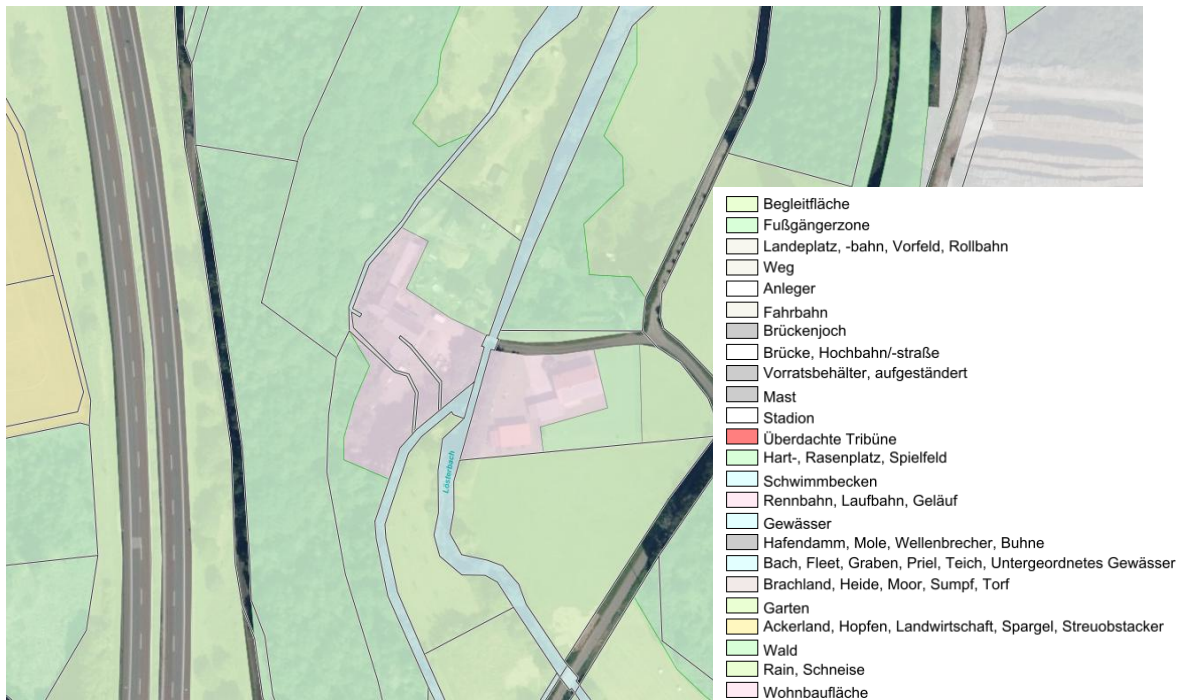 Lösterbach
Begleitfläche
Fußgängerzone
Landeplatz, -bahn, Vorfeld, Rollbahn
Weg
Anleger
Fahrbahn
Brückenjoch
Brücke, Hochbahn/-straße
Vorratsbehälter, aufgeständert
Mast
Stadion
Überdachte Tribüne
Hart-, Rasenplatz, Spielfeld
Schwimmbecken
Rennbahn, Laufbahn, Geläuf
Gewässer
Hafendamm, Mole, Wellenbrecher, Buhne
Bach, Fleet, Graben, Priel, Teich, Untergeordnetes Gewässer
Brachland, Heide, Moor, Sumpf, Torf
Garten
Ackerland, Hopfen, Landwirtschaft, Spargel, Streuobstacker
Wald
Rain, Schneise
Wohnbaufläche